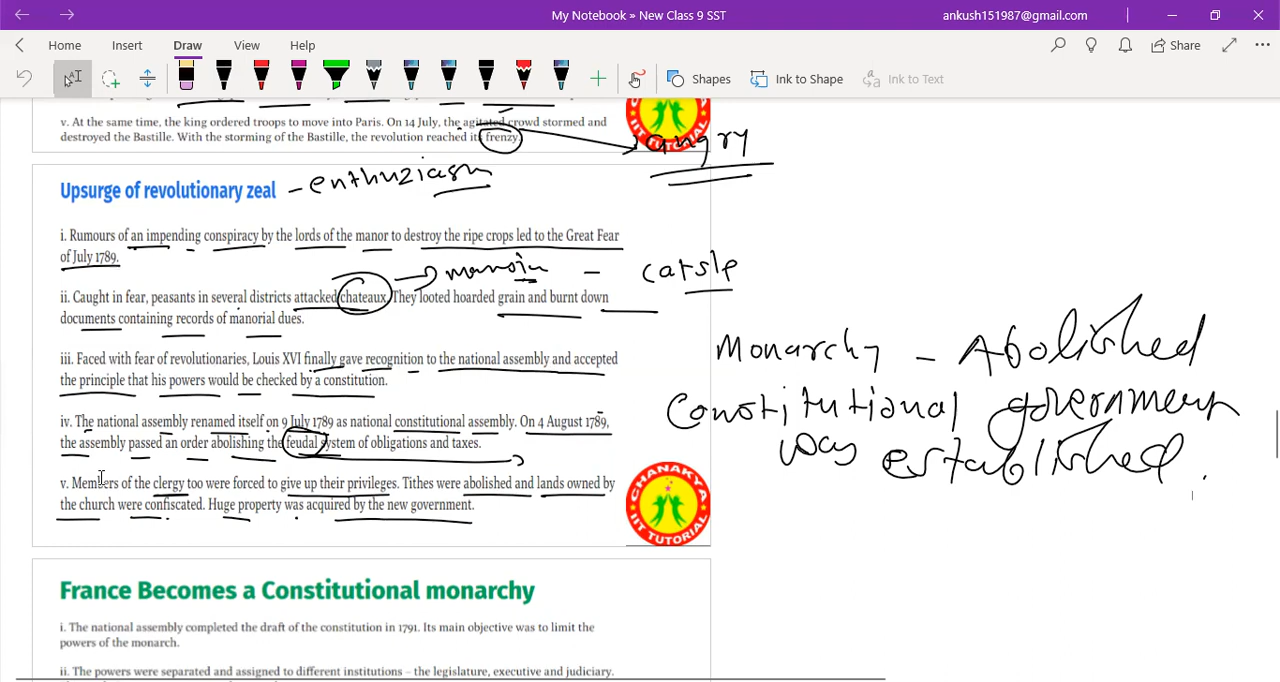 My Notebook » New Class 9 SST
ankush151987@gmail.com
Home Insert Draw View Help
Share
Shapes
Ink to Shape
Ink to Text
v. At the same time, the king ordered troops to move into Paris. On 14 July, the agitated crowd stormed and
destroyed the Bastille. With the storming of the Bastille, the revolution reached its frenzy.
angry
Upsurge of revolutionary zeal
- enthuziasm
i. Rumours of an impending conspiracy by the lords of the manor to destroy the ripe crops led to the Great Fear
of July 1789.
manoin - catsle
ii. Caught in fear, peasants in several districts attacked chateaux. They looted hoarded grain and burnt down
documents containing records of manorial dues.
iii. Faced with fear of revolutionaries, Louis XVI finally gave recognition to the national assembly and accepted
the principle that his powers would be checked by a constitution.
iv. The national assembly renamed itself on 9 July 1789 as national constitutional assembly. On 4 August 1789,
the assembly passed an order abolishing the feudal system of obligations and taxes.
v. Members of the clergy too were forced to give up their privileges. Tithes were abolished and lands owned by
the church were confiscated. Huge property was acquired by the new government.
Monarchy - Abolished
Constitutional government
was established.
CHANAKYA
IIT TUTORIAL
France Becomes a Constitutional monarchy
i. The national assembly completed the draft of the constitution in 1791. Its main objective was to limit the
powers of the monarch.
ii. The powers were separated and assigned to different institutions – the legislature, executive and judiciary.